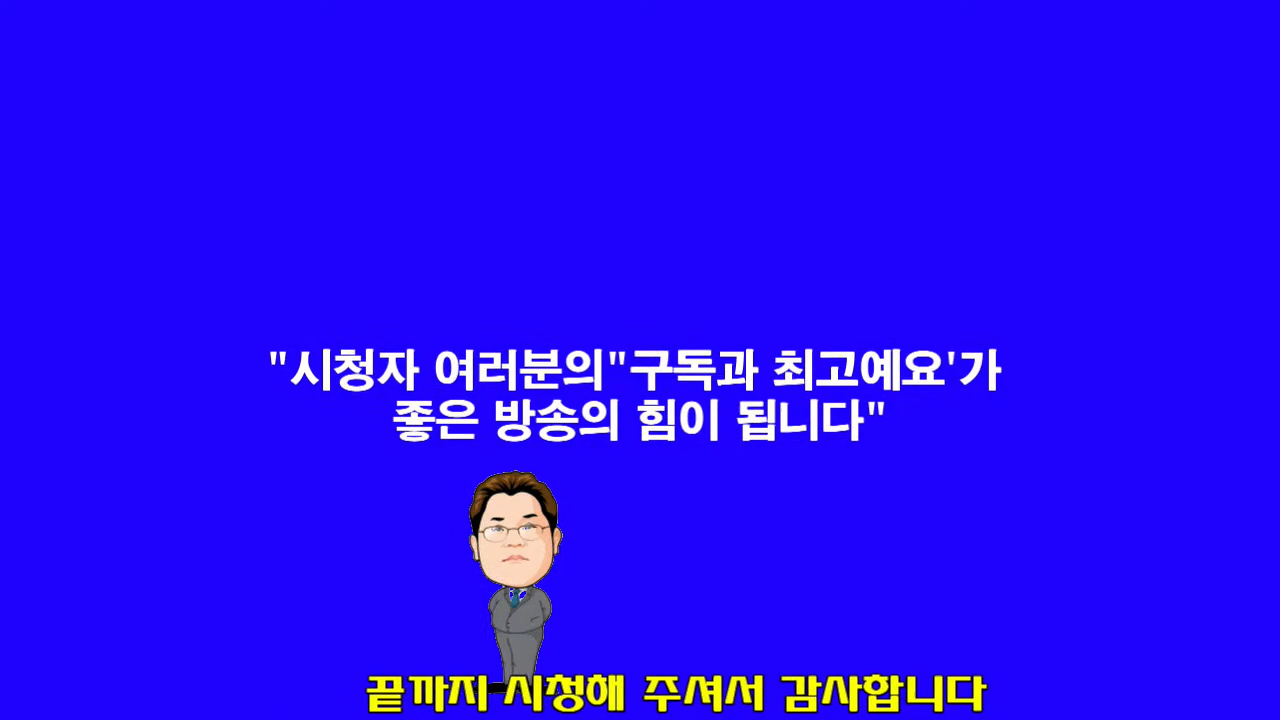 "시청자 여러분의"구독과 최고예요'가
좋은 방송의 힘이 됩니다"
끝까지 시청해 주셔서 감사합니다